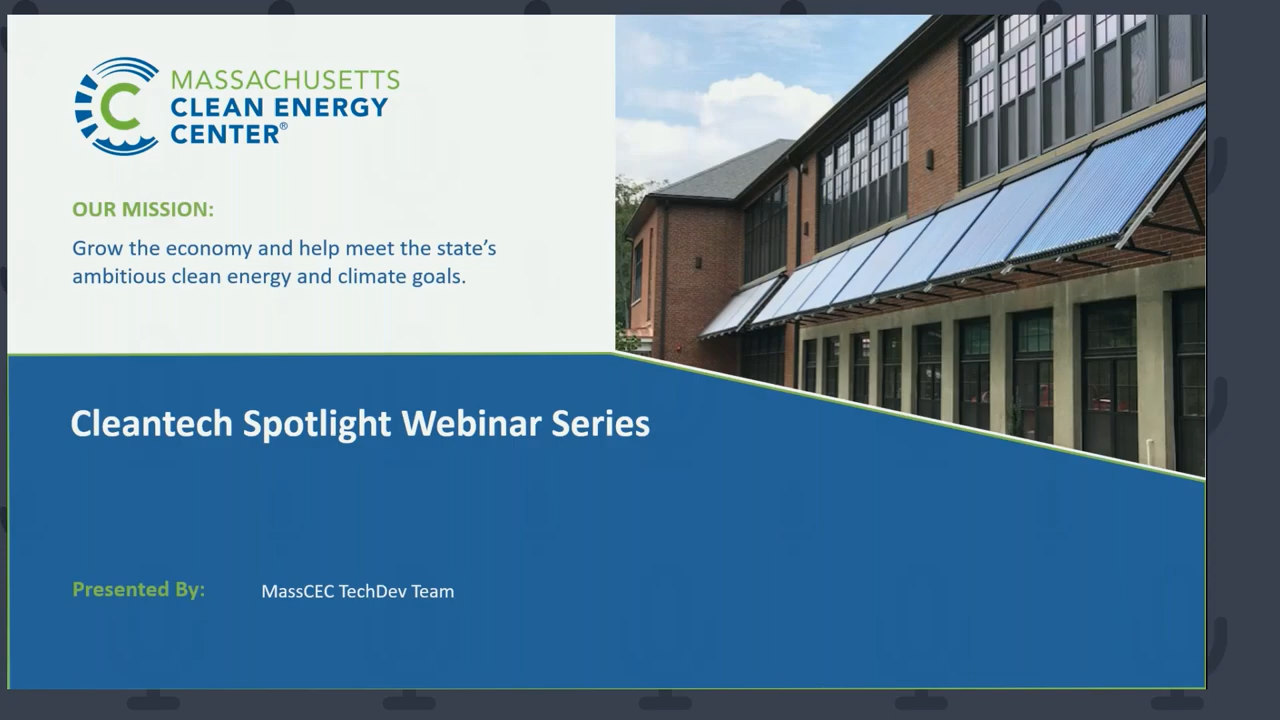 MASSACHUSETTS
CLEAN ENERGY
CENTER®
OUR MISSION:
Grow the economy and help meet the state’s
ambitious clean energy and climate goals.
Cleantech Spotlight Webinar Series
Presented By: MassCEC TechDev Team